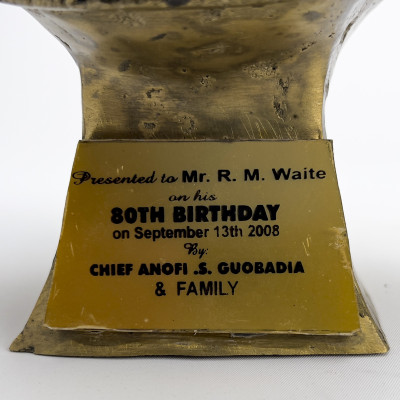 Presented to Mr. R. M. Waite
on his
80TH BIRTHDAY
on September 13th 2008
By:
CHIEF ANOFI .S. GUOBADIA
& FAMILY